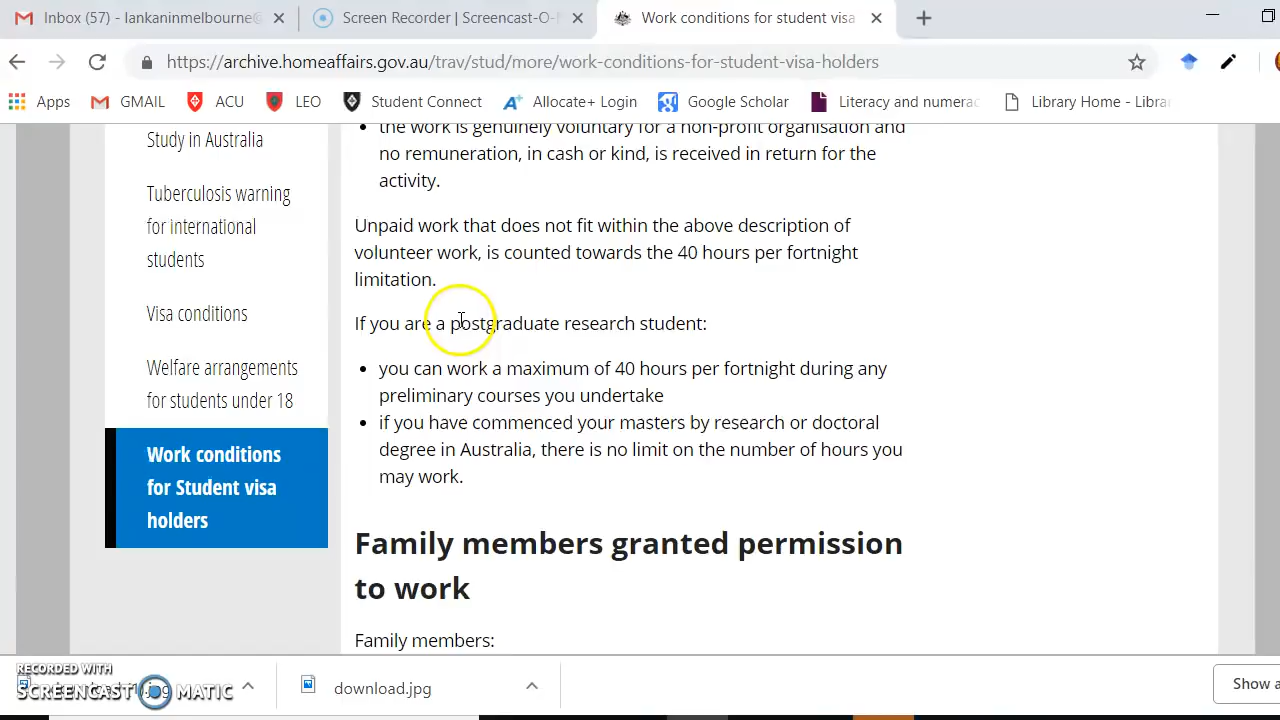 Inbox (57) - lankaninmelbourne@
Screen Recorder | Screencast-O-
Work conditions for student visa
https://archive.homeaffairs.gov.au/trav/stud/more/work-conditions-for-student-visa-holders
Apps
GMAIL
ACU
LEO
Student Connect
Allocate+ Login
Google Scholar
Literacy and numerac
Library Home - Libra
Study in Australia
Tuberculosis warning
for international
students
Visa conditions
Welfare arrangements
for students under 18
Work conditions
for Student visa
holders
the work is genuinely voluntary for a non-profit organisation and
no remuneration, in cash or kind, is received in return for the
activity.
Unpaid work that does not fit within the above description of
volunteer work, is counted towards the 40 hours per fortnight
limitation.
If you are a postgraduate research student:
you can work a maximum of 40 hours per fortnight during any
preliminary courses you undertake
if you have commenced your masters by research or doctoral
degree in Australia, there is no limit on the number of hours you
may work.
Family members granted permission
to work
Family members:
RECORDED WITH
SCREENCAST MATIC
download.jpg
Show a